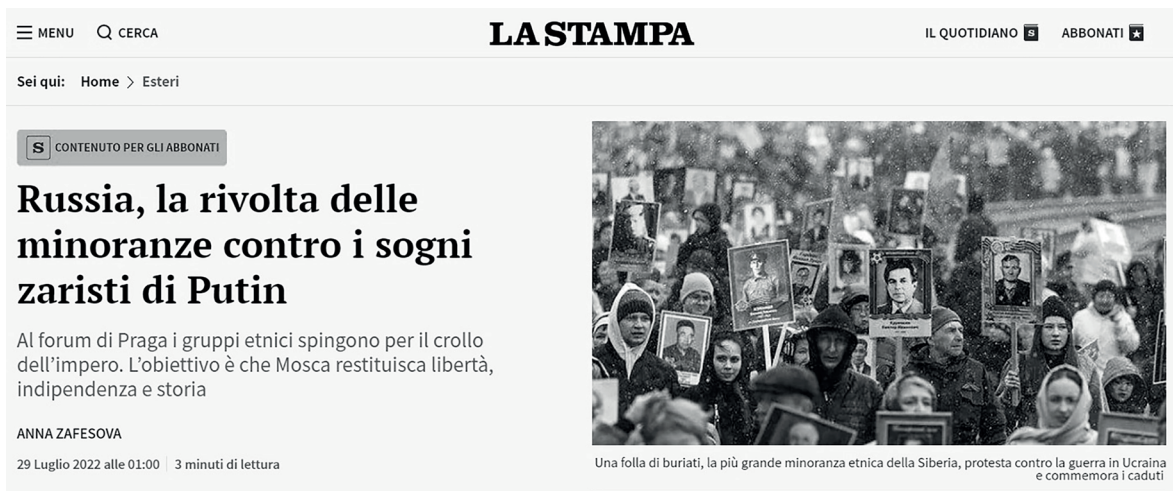 MENU CERCA LA STAMPA IL QUOTIDIANO S ABBONATI
Sei qui: Home > Esteri
S CONTENUTO PER GLI ABBONATI
Russia, la rivolta delle
minoranze contro i sogni
zaristi di Putin
Al forum di Praga i gruppi etnici spingono per il crollo
dell'impero. L'obiettivo è che Mosca restituisca libertà,
indipendenza e storia
ANNA ZAFESOVA
29 Luglio 2022 alle 01:00 3 minuti di lettura
Una folla di buriati, la più grande minoranza etnica della Siberia, protesta contro la guerra in Ucraina
e commemora i caduti